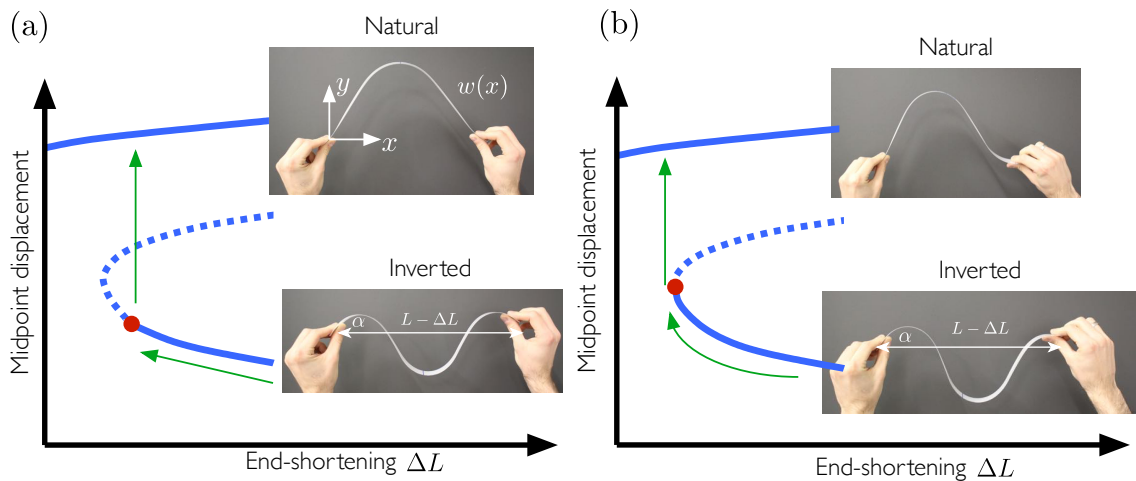 (a)
Natural
y
w(x)
x
Midpoint displacement
Inverted
α
L − ΔL
End-shortening ΔL
(b)
Natural
Midpoint displacement
Inverted
α
L − ΔL
End-shortening ΔL